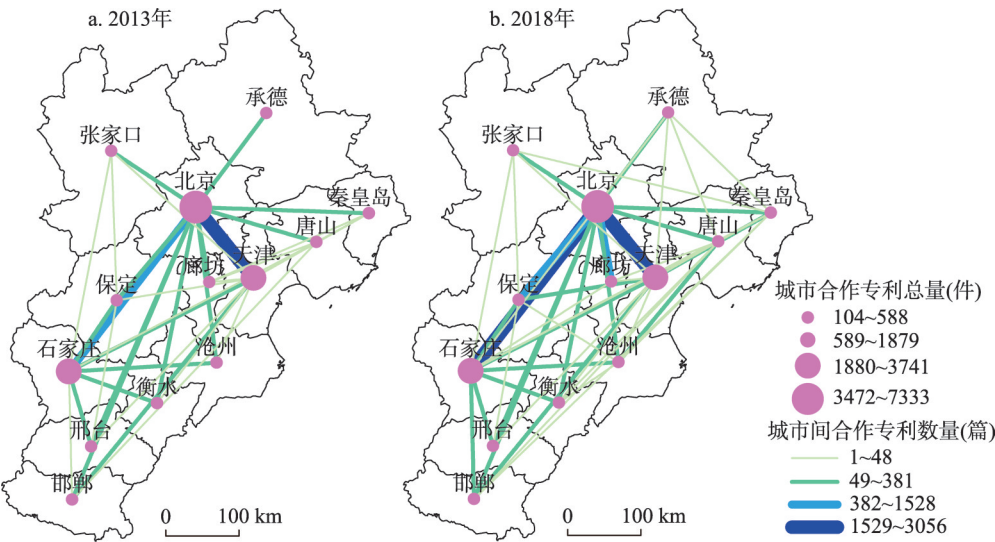 a. 2013年
承德
张家口
北京
秦皇岛
唐山
廊坊
天津
保定
石家庄
沧州
衡水
邢台
邯郸
0 100 km
b. 2018年
承德
张家口
北京
秦皇岛
唐山
廊坊
天津
保定
石家庄
沧州
衡水
邢台
邯郸
0 100 km
城市合作专利总量(件)
104~588
589~1879
1880~3741
3472~7333
城市间合作专利数量(篇)
1~48
49~381
382~1528
1529~3056